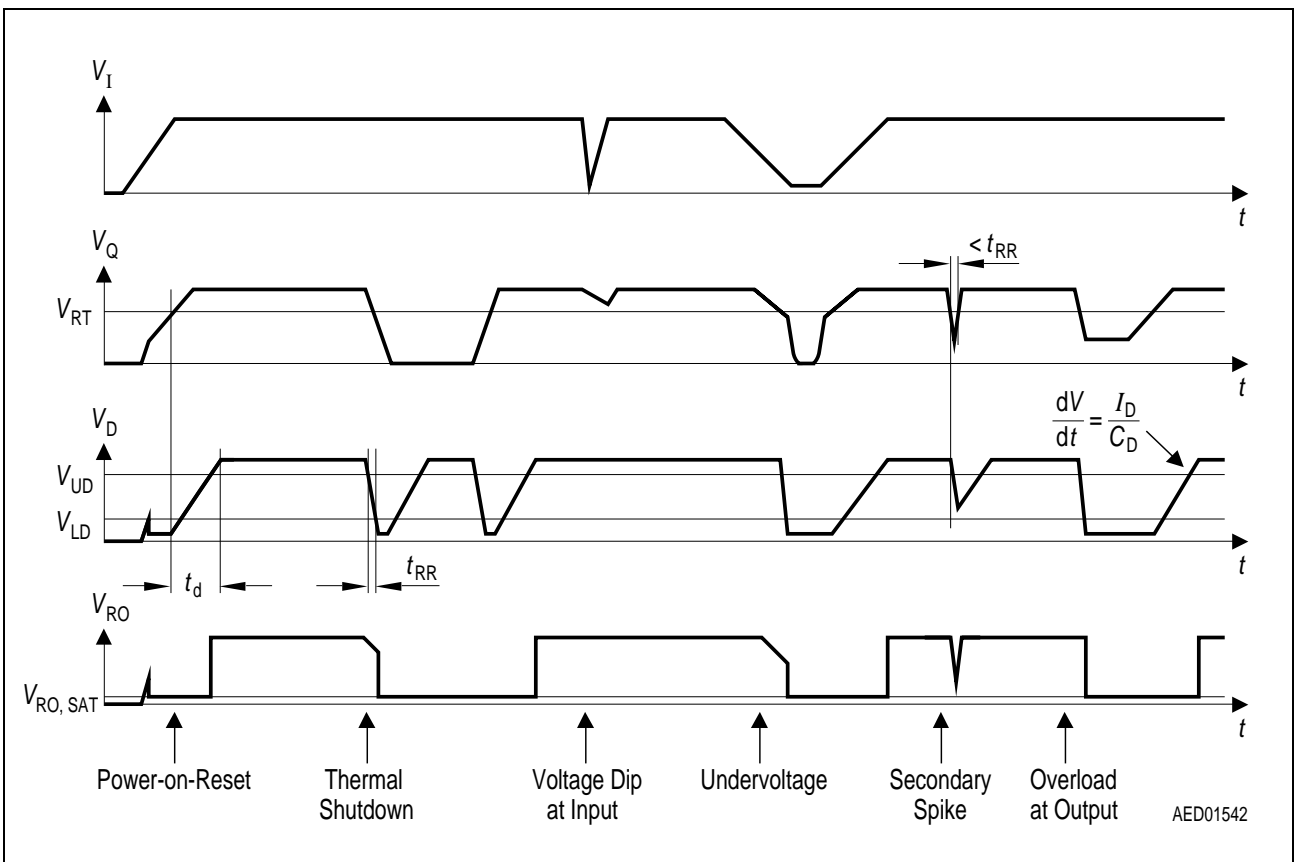 V_I
t
V_Q
< t_RR
V_RT
t
V_D
dV/dt = I_D/C_D
V_UD
V_LD
t
t_d
t_RR
V_RO
V_RO, SAT
t
Power-on-Reset
Thermal
Shutdown
Voltage Dip
at Input
Undervoltage
Secondary
Spike
Overload
at Output
AED01542